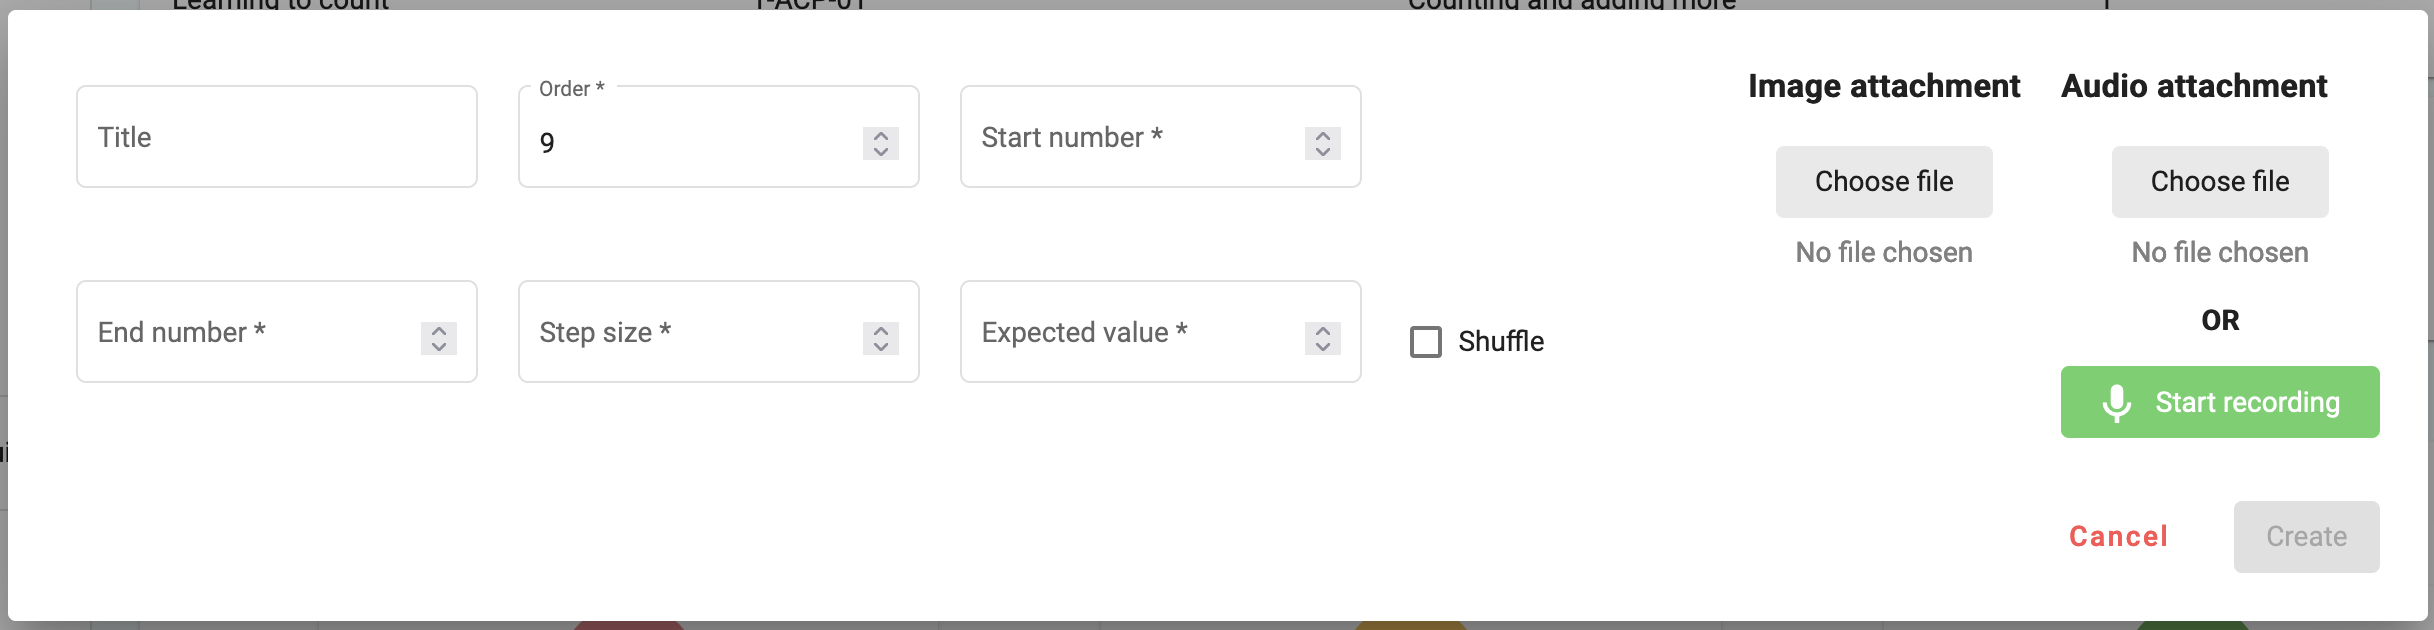 Learning to count T-ACP-01 Counting and adding more
Title
Order *
9
Start number *
End number *
Step size *
Expected value *
Shuffle
Image attachment
Choose file
No file chosen
Audio attachment
Choose file
No file chosen
OR
Start recording
Cancel
Create